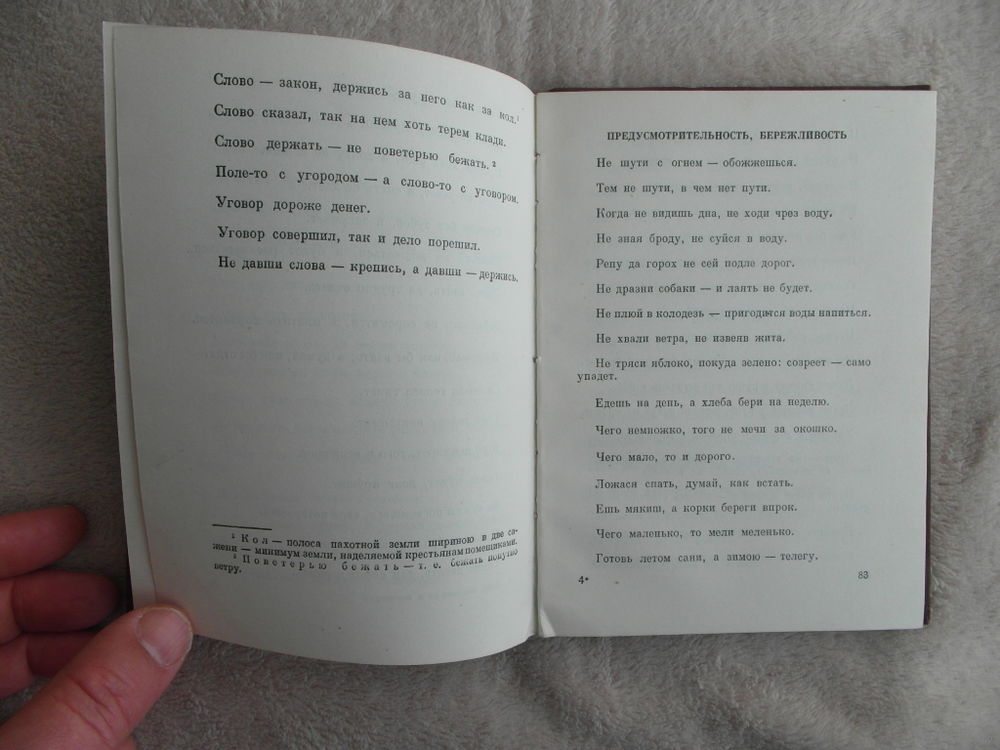 Слово — закон, держись за него как за кол.¹
Слово сказал, так на нем хоть терем клади.
Слово держать — не поветерью бежать.²
Поле-то с угородом — а слово-то с уговором.
Уговор дороже денег.
Уговор совершил, так и дело порешил.
Не давши слова — крепись, а давши — держись.
¹ Кол — полоса пахотной земли шириною в две са-
жени — минимум земли, наделяемой крестьянам помещиками.
² Поветерью бежать — т. е. бежать попутно
ветру.
ПРЕДУСМОТРИТЕЛЬНОСТЬ, БЕРЕЖЛИВОСТЬ
Не шути с огнем — обожжешься.
Тем не шути, в чем нет пути.
Когда не видишь дна, не ходи чрез воду.
Не зная броду, не суйся в воду.
Репу да горох не сей подле дорог.
Не дразни собаки — и лаять не будет.
Не плюй в колодезь — пригодится воды напиться.
Не хвали ветра, не извеяв жита.
Не тряси яблоко, покуда зелено: созреет — само
упадет.
Едешь на день, а хлеба бери на неделю.
Чего немножко, того не мечи за окошко.
Чего мало, то и дорого.
Ложася спать, думай, как встать.
Ешь мякиш, а корки береги впрок.
Чего маленько, то мели меленько.
Готовь летом сани, а зимою — телегу.
4* 83